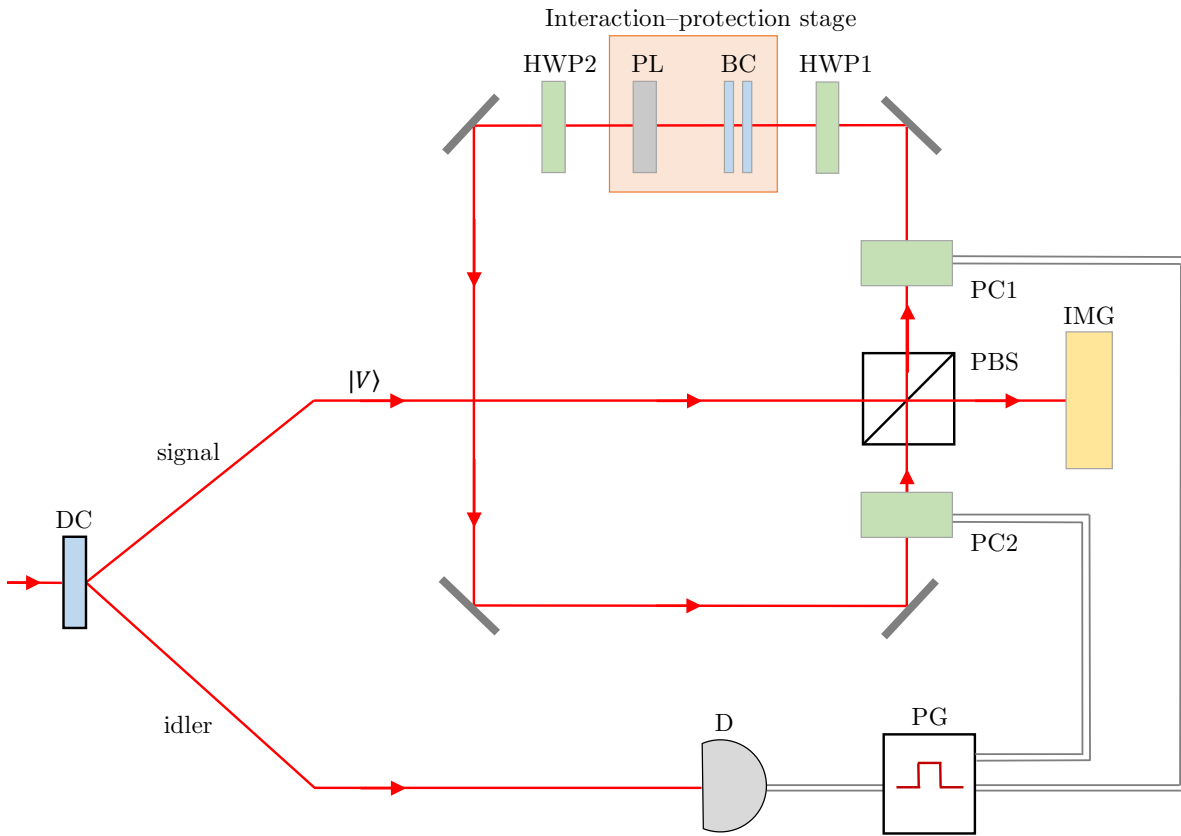 Interaction–protection stage
HWP2
PL
BC
HWP1
PC1
IMG
PBS
|V⟩
signal
DC
PC2
idler
D
PG